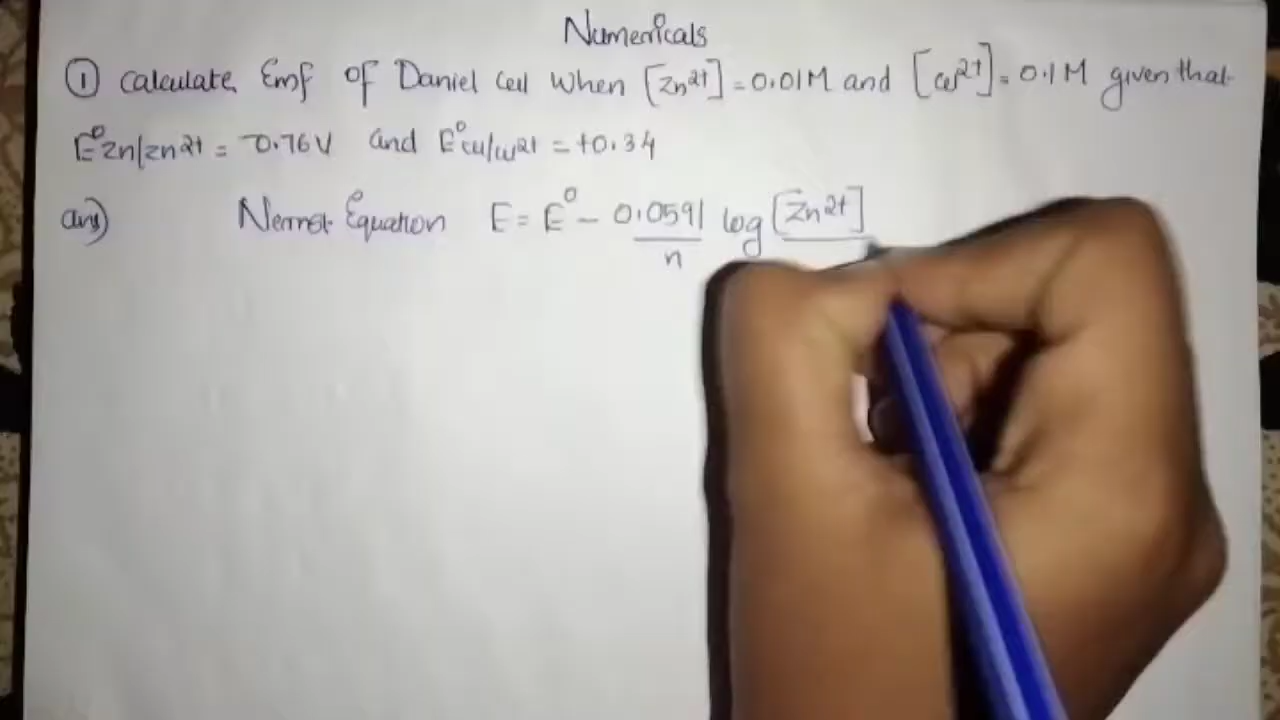 Numericals
① Calculate Emf of Daniel Cell when [Zn2+] = 0.01M and [Cu2+] = 0.1M given that
E°Zn/Zn2+ = -0.76V and E°Cu/Cu2+ = +0.34
ans) Nernst Equation E = E° - 0.0591/n log [Zn2+]